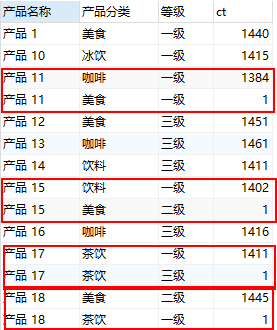 产品名称 产品分类 等级 ct
产品 1 美食 一级 1440
产品 10 冰饮 一级 1415
产品 11 咖啡 一级 1384
产品 11 美食 一级 1
产品 12 美食 三级 1451
产品 13 咖啡 三级 1461
产品 14 饮料 三级 1411
产品 15 饮料 一级 1402
产品 15 美食 二级 1
产品 16 咖啡 三级 1416
产品 17 茶饮 一级 1411
产品 17 茶饮 三级 1
产品 18 美食 二级 1445
产品 18 茶饮 一级 1